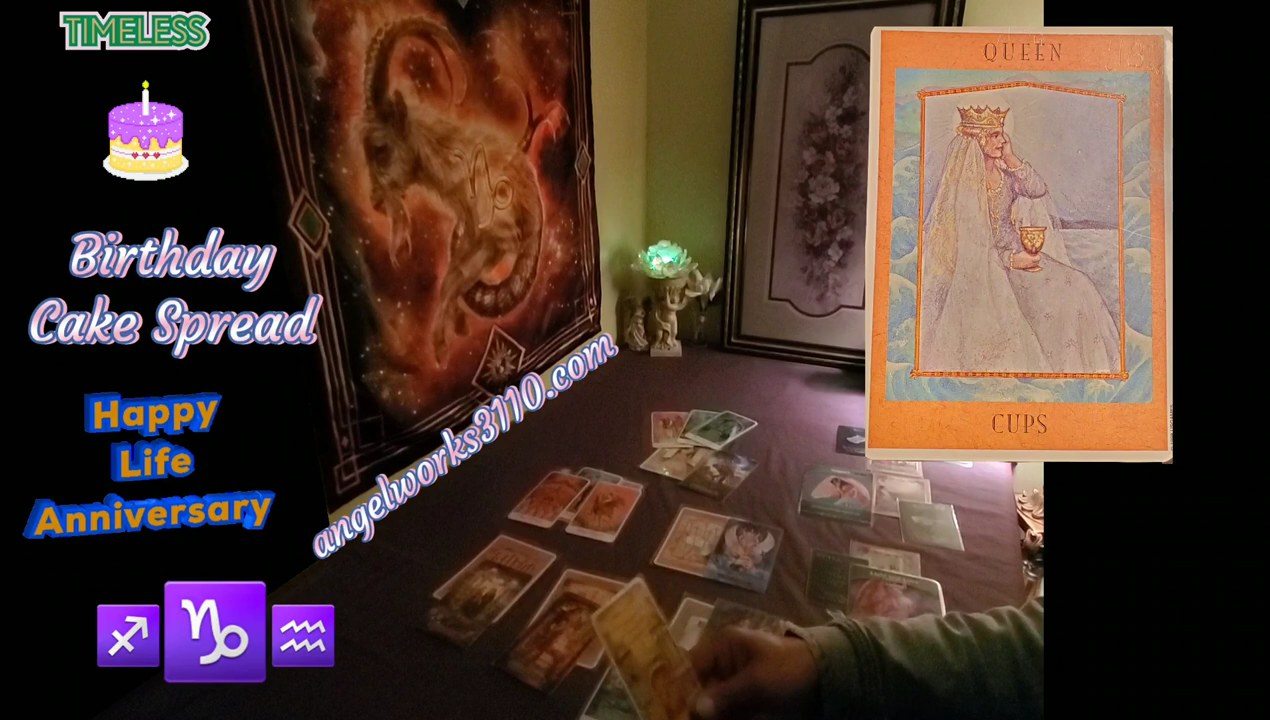 TIMELESS
Birthday
Cake Spread
Happy
Life
Anniversary
♐ ♑ ♒
angelworks3110.com
QUEEN
CUPS